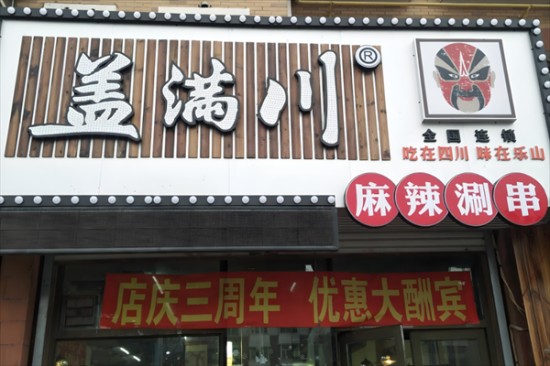 盖满川®
全国连锁
吃在四川 味在乐山
麻辣涮串
店庆三周年 优惠大酬宾